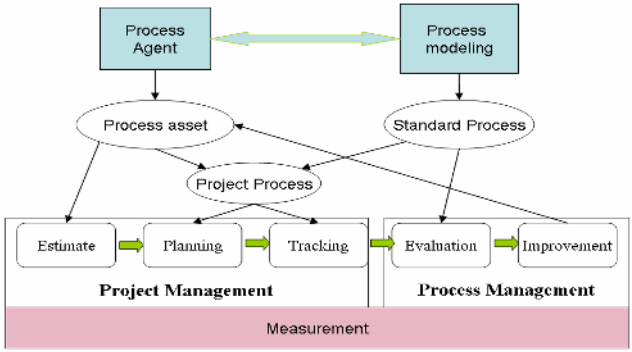 Process
Agent
Process
modeling
Process asset
Standard Process
Project Process
Estimate
Planning
Tracking
Evaluation
Improvement
Project Management
Process Management
Measurement